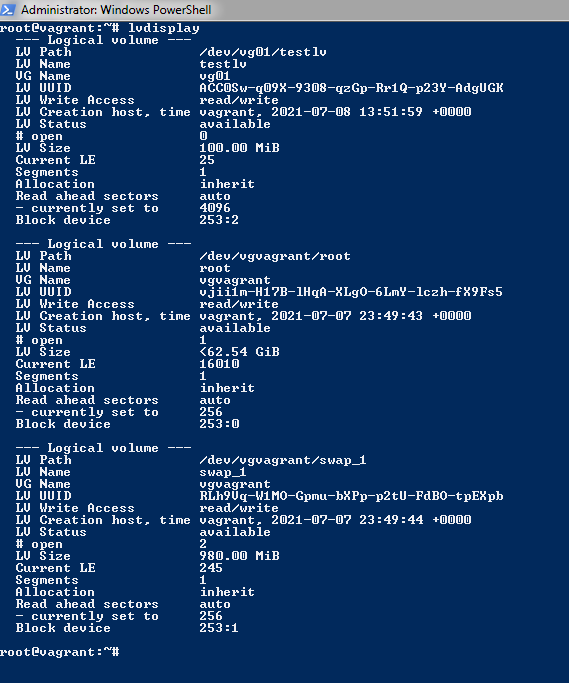 Administrator: Windows PowerShell
root@vagrant:~# lvdisplay
--- Logical volume ---
LV Path /dev/vg01/testlv
LV Name testlv
VG Name vg01
LV UUID ACC0Sw-q09X-9308-qzGp-Rr1Q-p23Y-AdgUGK
LV Write Access read/write
LV Creation host, time vagrant, 2021-07-08 13:51:59 +0000
LV Status available
# open 0
LV Size 100.00 MiB
Current LE 25
Segments 1
Allocation inherit
Read ahead sectors auto
- currently set to 4096
Block device 253:2
--- Logical volume ---
LV Path /dev/vgvagrant/root
LV Name root
VG Name vgvagrant
LV UUID vjiiim-H17B-lHqA-XLgO-6LmY-lczh-fX9Fs5
LV Write Access read/write
LV Creation host, time vagrant, 2021-07-07 23:49:43 +0000
LV Status available
# open 1
LV Size <62.54 GiB
Current LE 16010
Segments 1
Allocation inherit
Read ahead sectors auto
- currently set to 256
Block device 253:0
--- Logical volume ---
LV Path /dev/vgvagrant/swap_1
LV Name swap_1
VG Name vgvagrant
LV UUID RLh9Vq-W1MO-Gpmu-bXPp-p2tU-FdBO-tpEXpb
LV Write Access read/write
LV Creation host, time vagrant, 2021-07-07 23:49:44 +0000
LV Status available
# open 2
LV Size 980.00 MiB
Current LE 245
Segments 1
Allocation inherit
Read ahead sectors auto
- currently set to 256
Block device 253:1
root@vagrant:~#